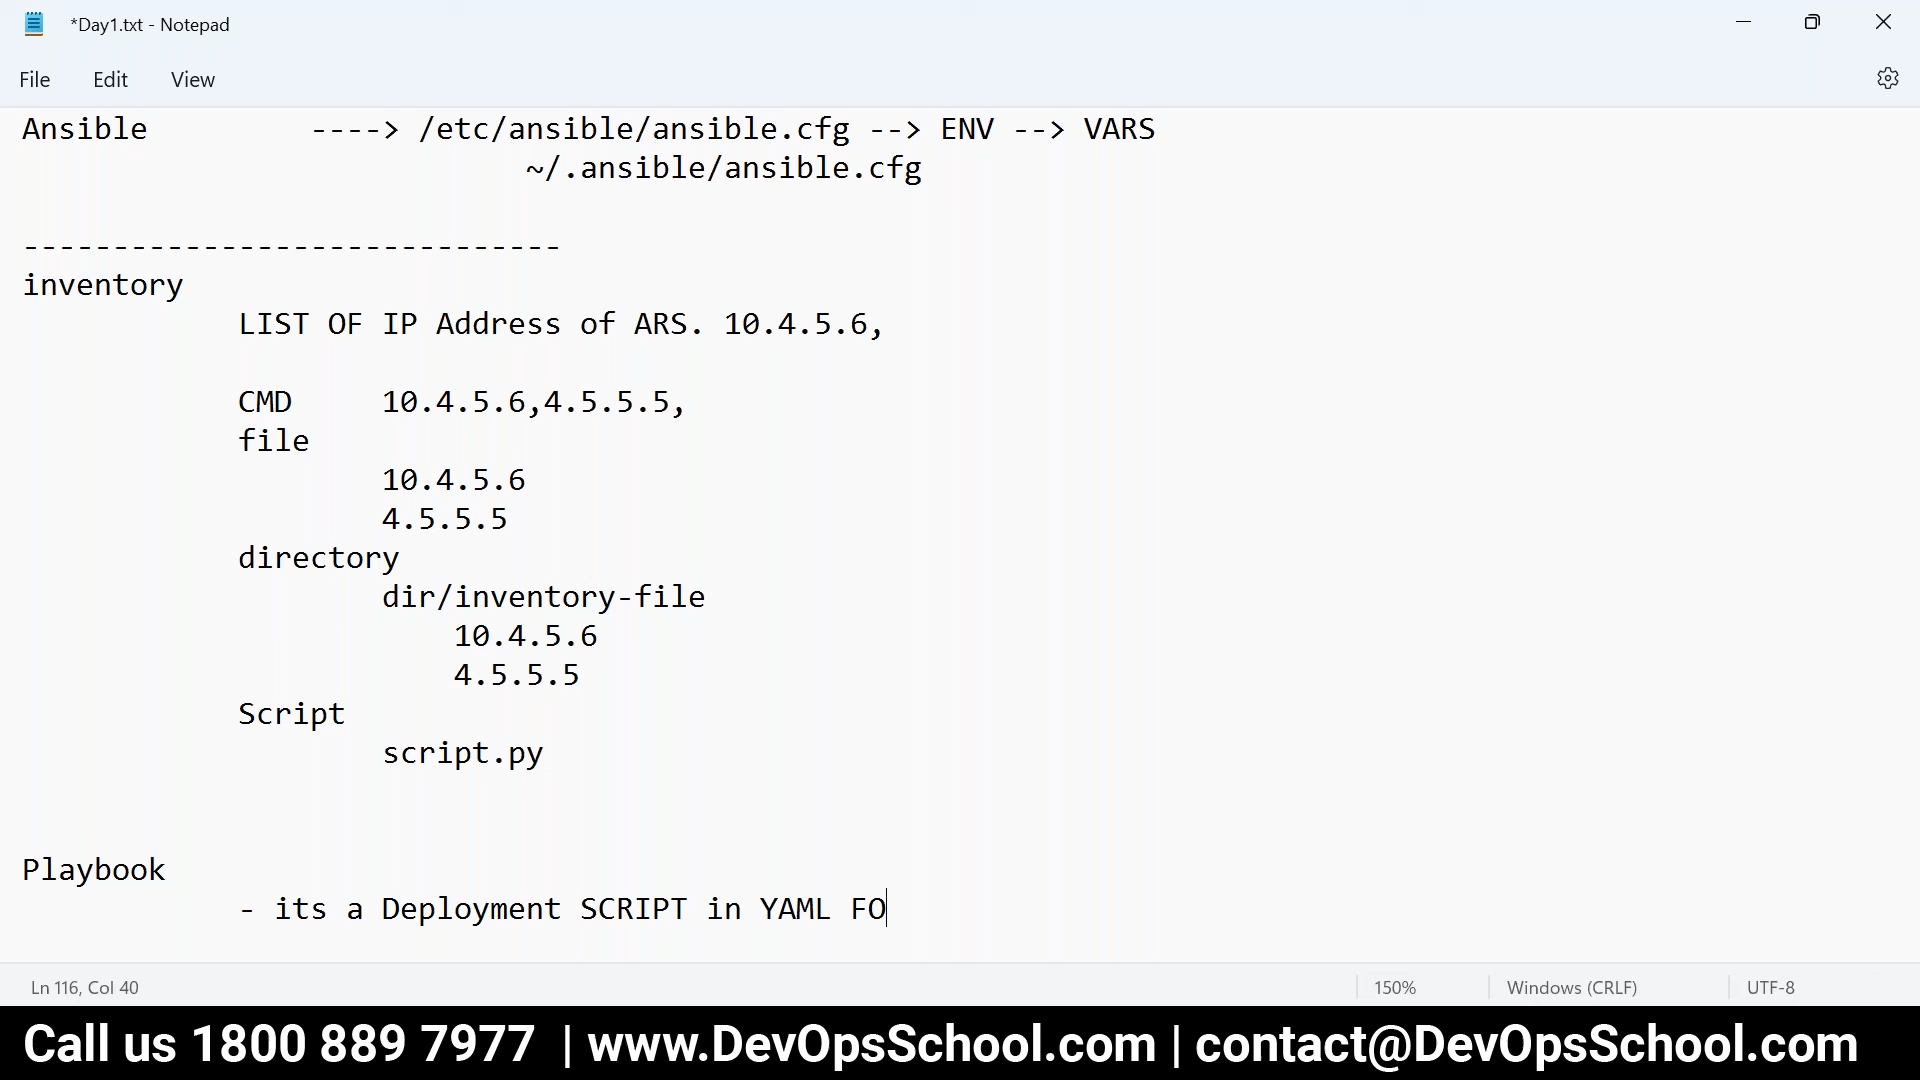 *Day1.txt - Notepad
File Edit View
Ansible ----> /etc/ansible/ansible.cfg --> ENV --> VARS
~/.ansible/ansible.cfg
------------------------------
inventory
LIST OF IP Address of ARS. 10.4.5.6,
CMD 10.4.5.6,4.5.5.5,
file
10.4.5.6
4.5.5.5
directory
dir/inventory-file
10.4.5.6
4.5.5.5
Script
script.py
Playbook
- its a Deployment SCRIPT in YAML FO
Ln 116, Col 40 150% Windows (CRLF) UTF-8
Call us 1800 889 7977 | www.DevOpsSchool.com | contact@DevOpsSchool.com